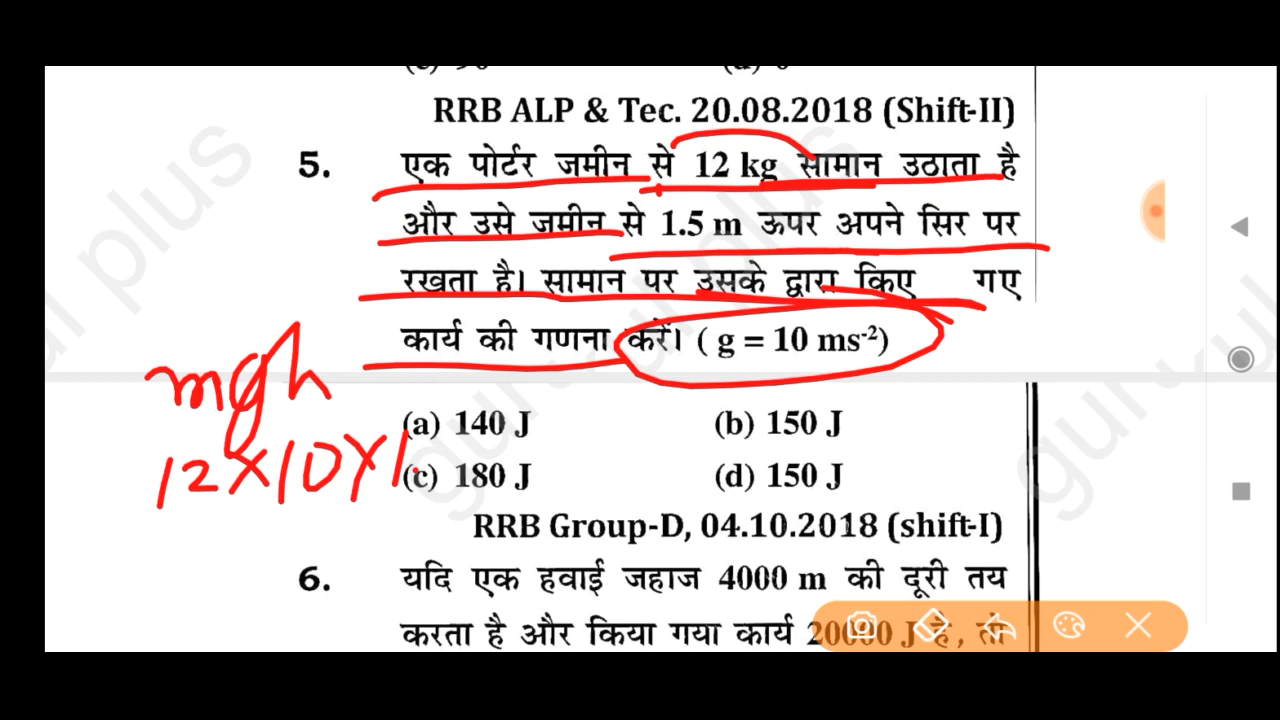 RRB ALP & Tec. 20.08.2018 (Shift-II)
5. एक पोर्टर जमीन से 12 kg सामान उठाता है
और उसे जमीन से 1.5 m ऊपर अपने सिर पर
रखता है। सामान पर उसके द्वारा किए गए
कार्य की गणना करें। ( g = 10 ms⁻²)
mgh
(a) 140 J (b) 150 J
12×10×1.
(c) 180 J (d) 150 J
RRB Group-D, 04.10.2018 (shift-I)
6. यदि एक हवाई जहाज 4000 m की दूरी तय
करता है और किया गया कार्य 20000 J है, तो